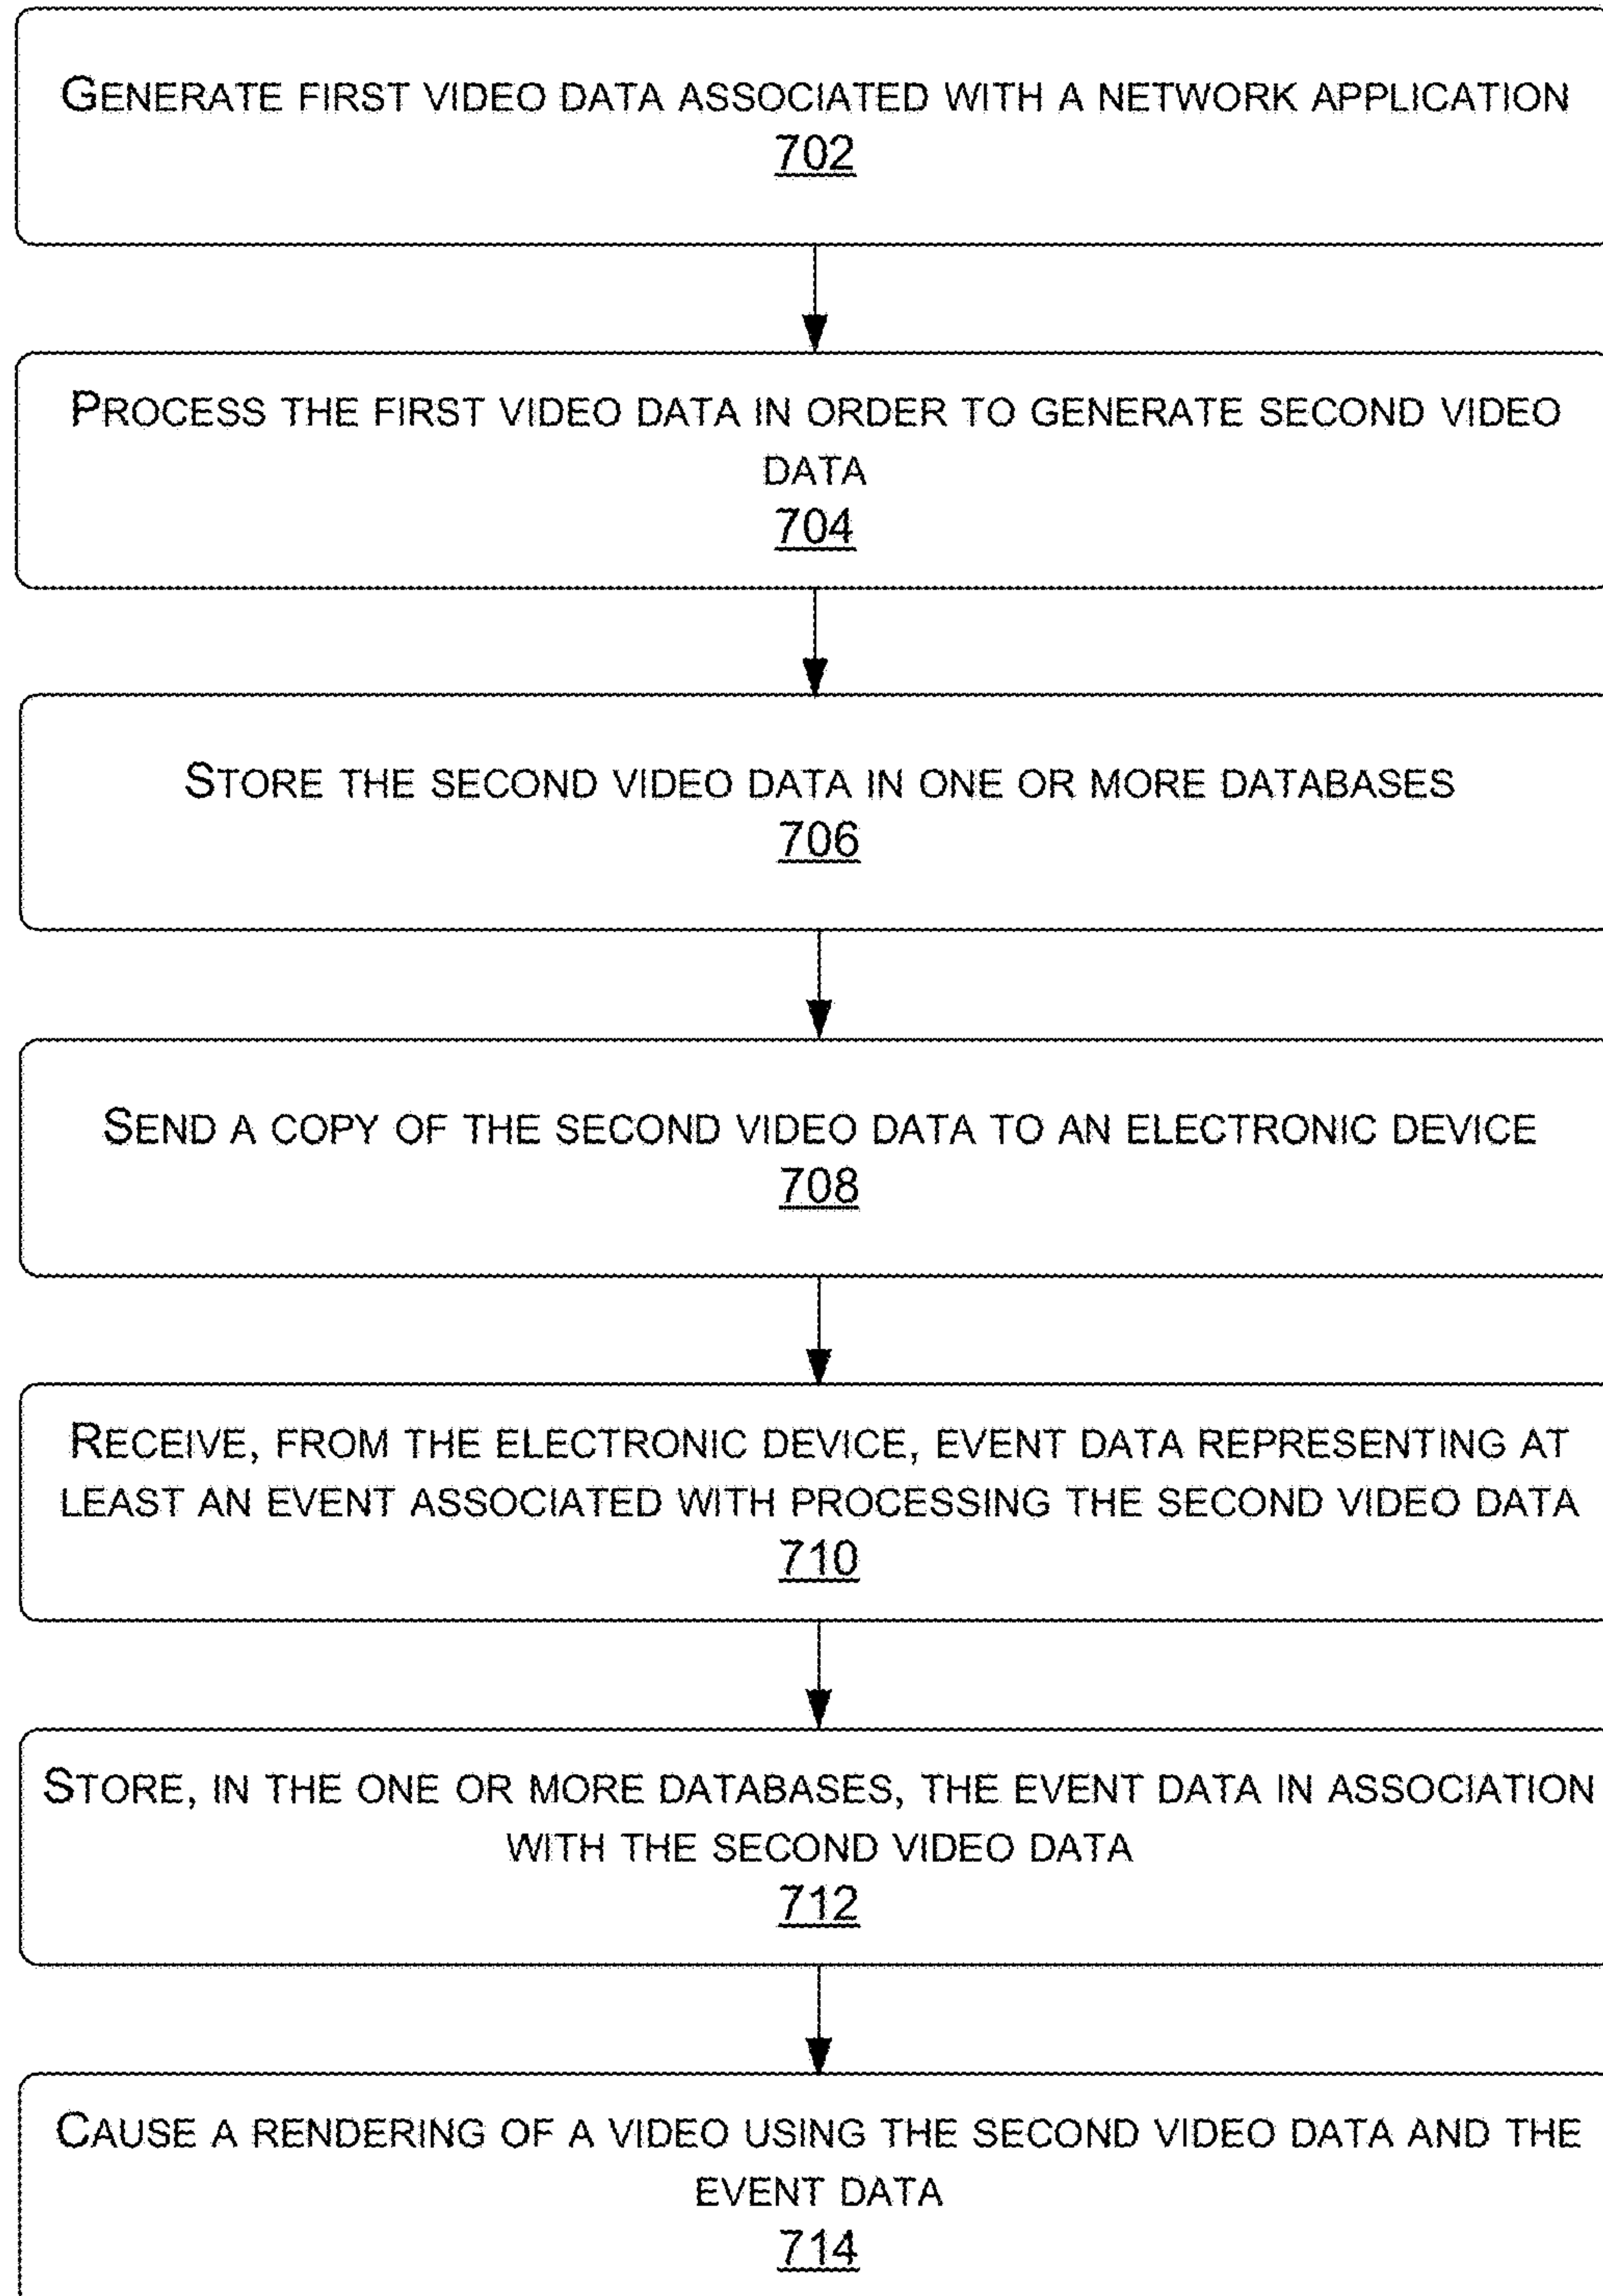 GENERATE FIRST VIDEO DATA ASSOCIATED WITH A NETWORK APPLICATION
702
PROCESS THE FIRST VIDEO DATA IN ORDER TO GENERATE SECOND VIDEO
DATA
704
STORE THE SECOND VIDEO DATA IN ONE OR MORE DATABASES
706
SEND A COPY OF THE SECOND VIDEO DATA TO AN ELECTRONIC DEVICE
708
RECEIVE, FROM THE ELECTRONIC DEVICE, EVENT DATA REPRESENTING AT
LEAST AN EVENT ASSOCIATED WITH PROCESSING THE SECOND VIDEO DATA
710
STORE, IN THE ONE OR MORE DATABASES, THE EVENT DATA IN ASSOCIATION
WITH THE SECOND VIDEO DATA
712
CAUSE A RENDERING OF A VIDEO USING THE SECOND VIDEO DATA AND THE
EVENT DATA
714